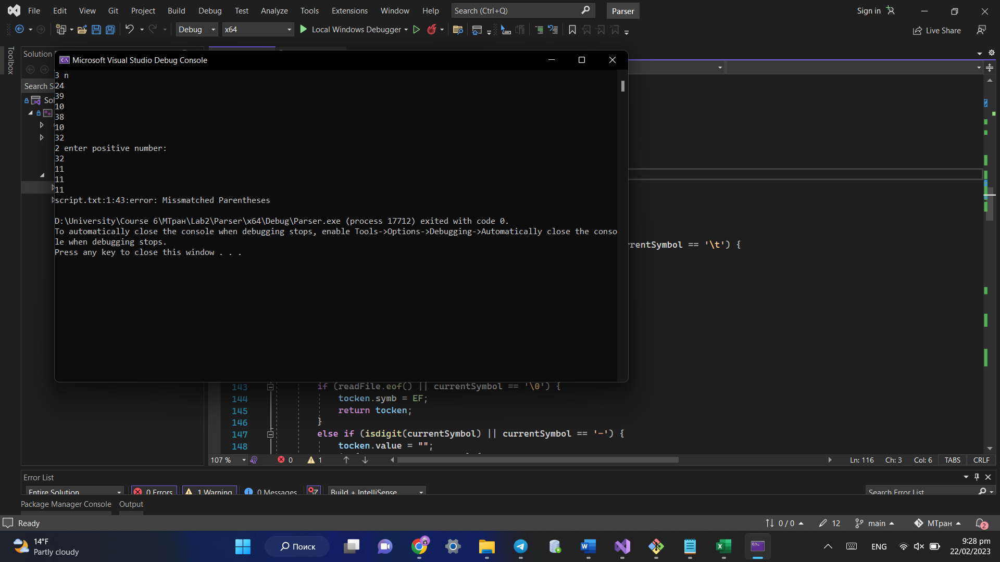 File Edit View Git Project Build Debug Test Analyze Tools Extensions Window Help Search (Ctrl+Q) Parser Sign in
Debug x64 Local Windows Debugger Live Share
Toolbox
Solution
Search S
Sol
Microsoft Visual Studio Debug Console
3 n
24
39
10
38
10
32
2 enter positive number:
32
11
11
11
script.txt:1:43:error: Missmatched Parentheses
D:\University\Course 6\МТран\Lab2\Parser\x64\Debug\Parser.exe (process 17712) exited with code 0.
To automatically close the console when debugging stops, enable Tools->Options->Debugging->Automatically close the conso
le when debugging stops.
Press any key to close this window . . .
rrentSymbol == '\t') {
143 if (readFile.eof() || currentSymbol == '\0') {
144 tocken.symb = EF;
145 return tocken;
146 }
147 else if (isdigit(currentSymbol) || currentSymbol == '-') {
148 tocken.value = "";
107 % 0 1 Ln: 116 Ch: 3 Col: 6 TABS CRLF
Error List
Entire Solution 0 Errors 1 Warning 0 Messages Build + IntelliSense Search Error List
Package Manager Console Output
Ready 0 / 0 12 main МТран 2
14°F
Partly cloudy
Поиск
ENG
9:28 pm
22/02/2023